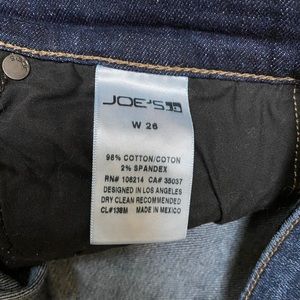 JOE'S
W 26
98% COTTON/COTON
2% SPANDEX
RN# 106214 CA# 35037
DESIGNED IN LOS ANGELES
DRY CLEAN RECOMMENDED
CL#138M MADE IN MEXICO